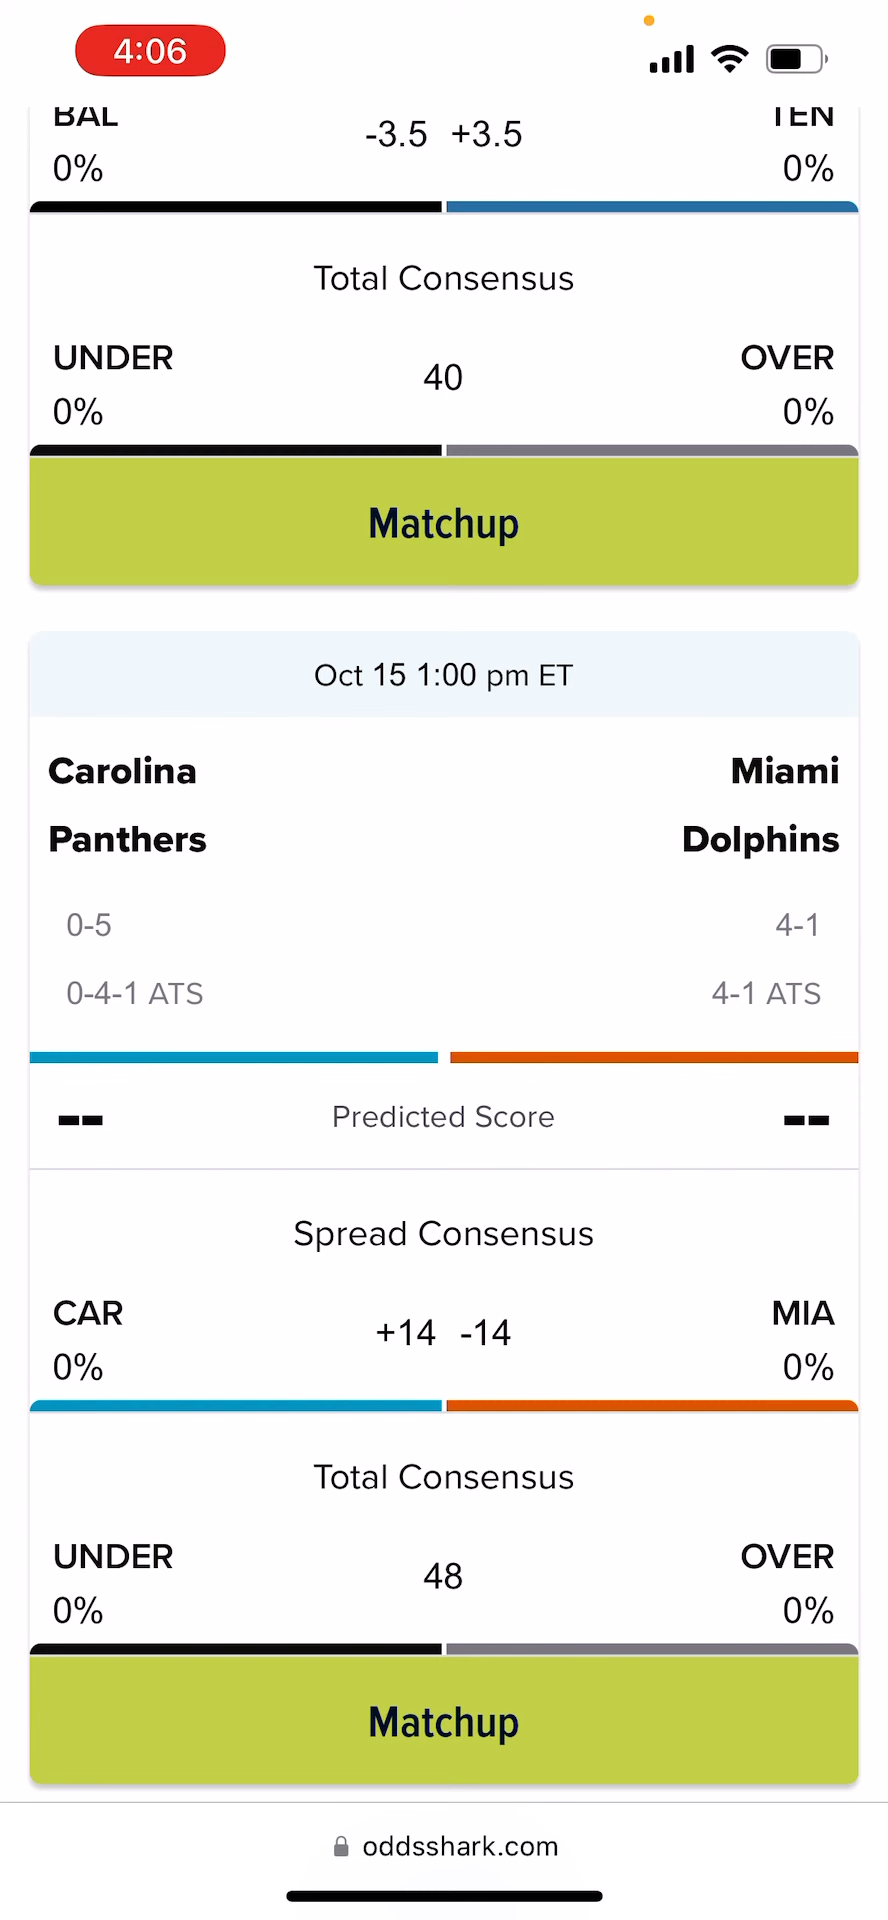 4:06
BAL -3.5 +3.5 TEN
0% 0%
Total Consensus
UNDER 40 OVER
0% 0%
Matchup
Oct 15 1:00 pm ET
Carolina Miami
Panthers Dolphins
0-5 4-1
0-4-1 ATS 4-1 ATS
-- Predicted Score --
Spread Consensus
CAR +14 -14 MIA
0% 0%
Total Consensus
UNDER 48 OVER
0% 0%
Matchup
oddsshark.com